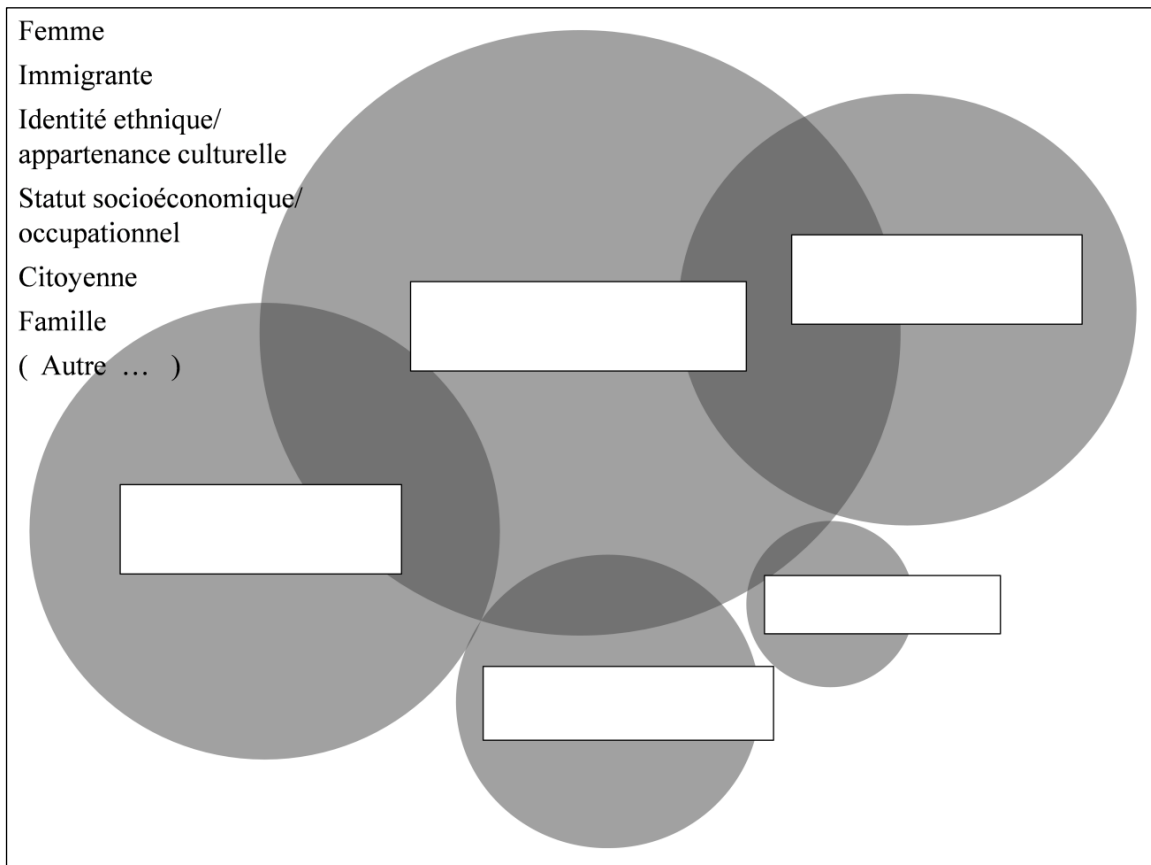 Femme
Immigrante
Identité ethnique/
appartenance culturelle
Statut socioéconomique/
occupationnel
Citoyenne
Famille
( Autre … )